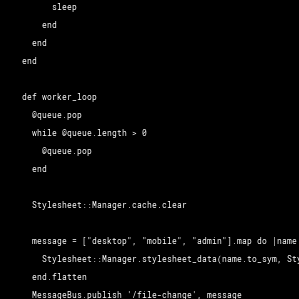 sleep
end
end
end
def worker_loop
@queue.pop
while @queue.length > 0
@queue.pop
end
Stylesheet::Manager.cache.clear
message = ["desktop", "mobile", "admin"].map do |name
Stylesheet::Manager.stylesheet_data(name.to_sym, Sty
end.flatten
MessageBus.publish '/file-change', message